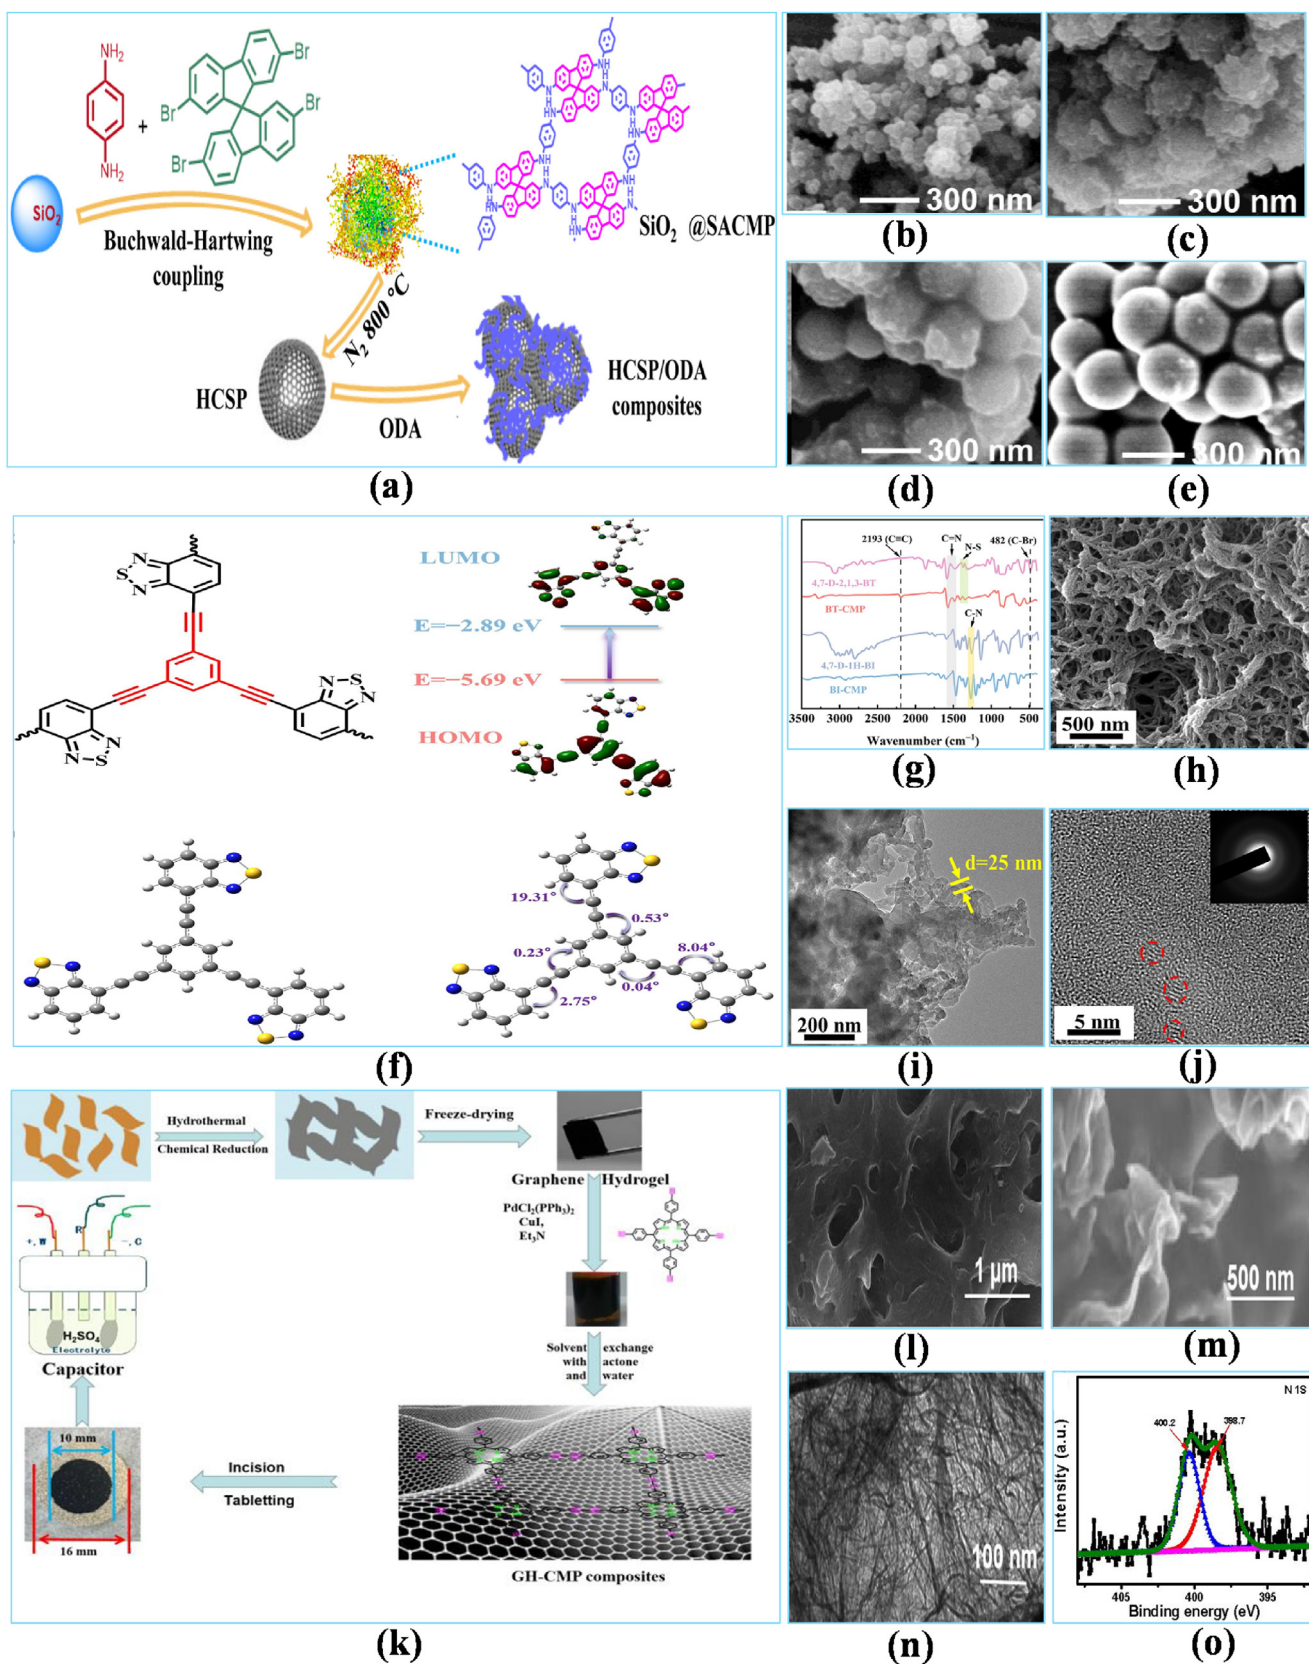 NH₂
NH₂
+
Br
Br
Br
Br
SiO₂
Buchwald-Hartwing
coupling
SiO₂ @SACMP
N₂ 800 °C
HCSP
ODA
HCSP/ODA
composites
(a)
300 nm
(b)
300 nm
(c)
300 nm
(d)
300 nm
(e)
LUMO
E=−2.89 eV
E=−5.69 eV
HOMO
N
S
N
N
S
N
N
S
N
19.31°
0.53°
0.23°
8.04°
2.75°
0.04°
(f)
2193 (C≡C)
C=N
N-S
482 (C-Br)
4,7-D-2,1,3-BT
BT-CMP
C-N
4,7-D-1H-BI
BI-CMP
3500 2500 2000 1500 1000 500
Wavenumber (cm⁻¹)
(g)
500 nm
(h)
d=25 nm
200 nm
(i)
5 nm
(j)
Hydrothermal
Chemical Reduction
Freeze-drying
Graphene Hydrogel
PdCl₂(PPh₃)₂
CuI,
Et₃N
Solvent exchange
with actone
and water
+, W
R
−, C
H₂SO₄
Electrolyte
Capacitor
10 mm
16 mm
Incision
Tabletting
GH-CMP composites
(k)
1 µm
(l)
500 nm
(m)
100 nm
(n)
N 1S
400.2
398.7
Intensity (a.u.)
405 400 395
Binding energy (eV)
(o)